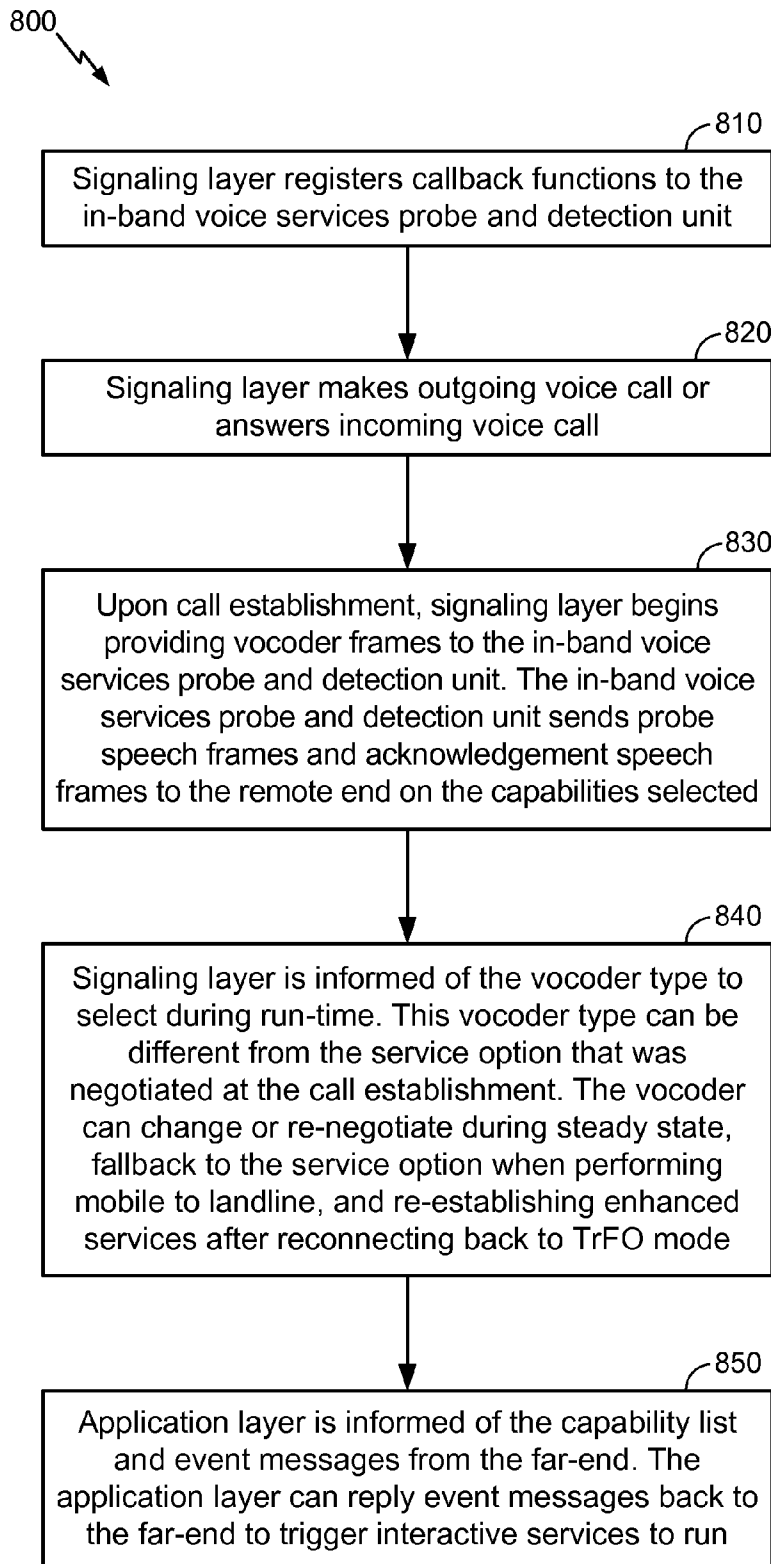 800
810
Signaling layer registers callback functions to the
in-band voice services probe and detection unit
820
Signaling layer makes outgoing voice call or
answers incoming voice call
830
Upon call establishment, signaling layer begins
providing vocoder frames to the in-band voice
services probe and detection unit. The in-band voice
services probe and detection unit sends probe
speech frames and acknowledgement speech
frames to the remote end on the capabilities selected
840
Signaling layer is informed of the vocoder type to
select during run-time. This vocoder type can be
different from the service option that was
negotiated at the call establishment. The vocoder
can change or re-negotiate during steady state,
fallback to the service option when performing
mobile to landline, and re-establishing enhanced
services after reconnecting back to TrFO mode
850
Application layer is informed of the capability list
and event messages from the far-end. The
application layer can reply event messages back to
the far-end to trigger interactive services to run